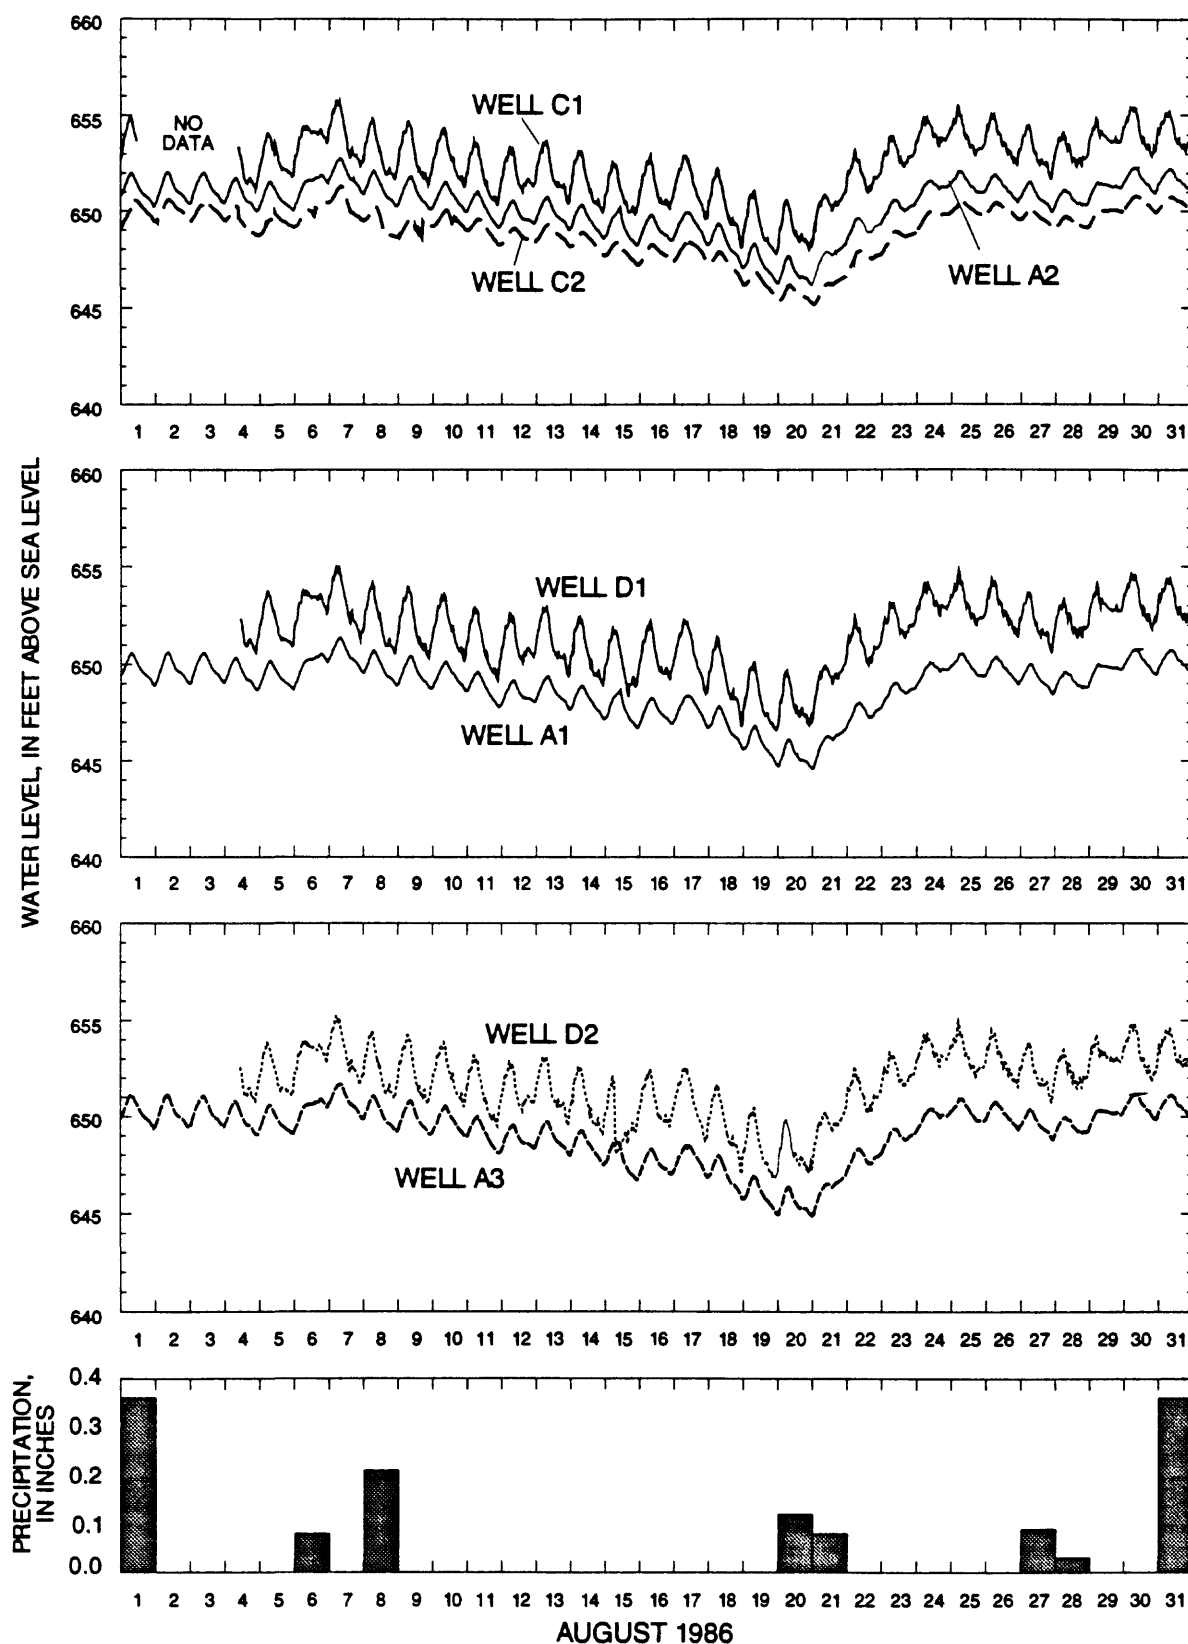 660
655
650
645
640
NO
DATA
WELL C1
WELL C2
WELL A2
1 2 3 4 5 6 7 8 9 10 11 12 13 14 15 16 17 18 19 20 21 22 23 24 25 26 27 28 29 30 31
WATER LEVEL, IN FEET ABOVE SEA LEVEL
660
655
650
645
640
WELL D1
WELL A1
1 2 3 4 5 6 7 8 9 10 11 12 13 14 15 16 17 18 19 20 21 22 23 24 25 26 27 28 29 30 31
660
655
650
645
640
WELL D2
WELL A3
1 2 3 4 5 6 7 8 9 10 11 12 13 14 15 16 17 18 19 20 21 22 23 24 25 26 27 28 29 30 31
PRECIPITATION,
IN INCHES
0.4
0.3
0.2
0.1
0.0
1 2 3 4 5 6 7 8 9 10 11 12 13 14 15 16 17 18 19 20 21 22 23 24 25 26 27 28 29 30 31
AUGUST 1986